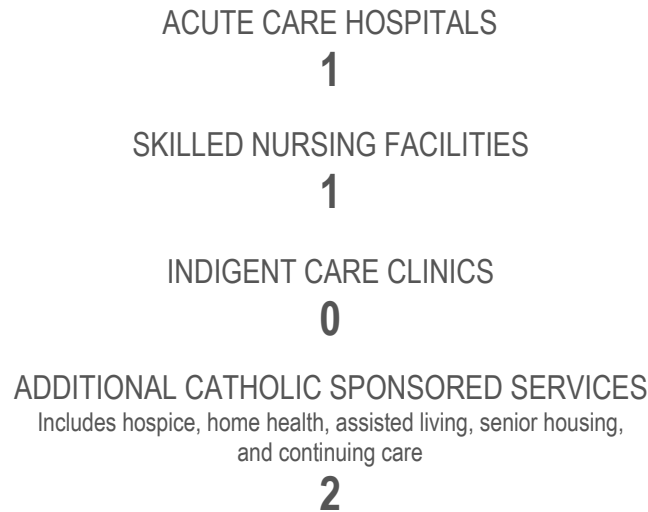 ACUTE CARE HOSPITALS
1
SKILLED NURSING FACILITIES
1
INDIGENT CARE CLINICS
0
ADDITIONAL CATHOLIC SPONSORED SERVICES
Includes hospice, home health, assisted living, senior housing,
and continuing care
2